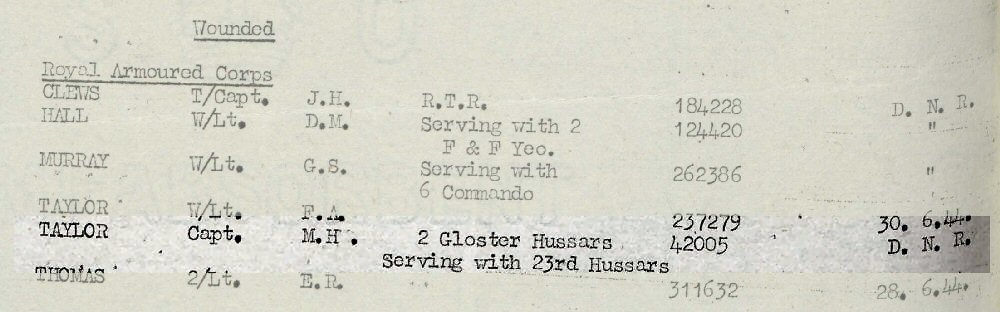 Wounded
Royal Armoured Corps
CLEWS T/Capt. J.H. R.T.R. 184228 D. N. R.
HALL W/Lt. D.M. Serving with 2 124420 "
F & F Yeo.
MURRAY W/Lt. G.S. Serving with 262386 "
6 Commando
TAYLOR W/Lt. F.A. 237279 30. 6.44.
TAYLOR Capt. M.H. 2 Gloster Hussars 42005 D. N. R.
Serving with 23rd Hussars
THOMAS 2/Lt. E.R. 311632 28. 6.44.